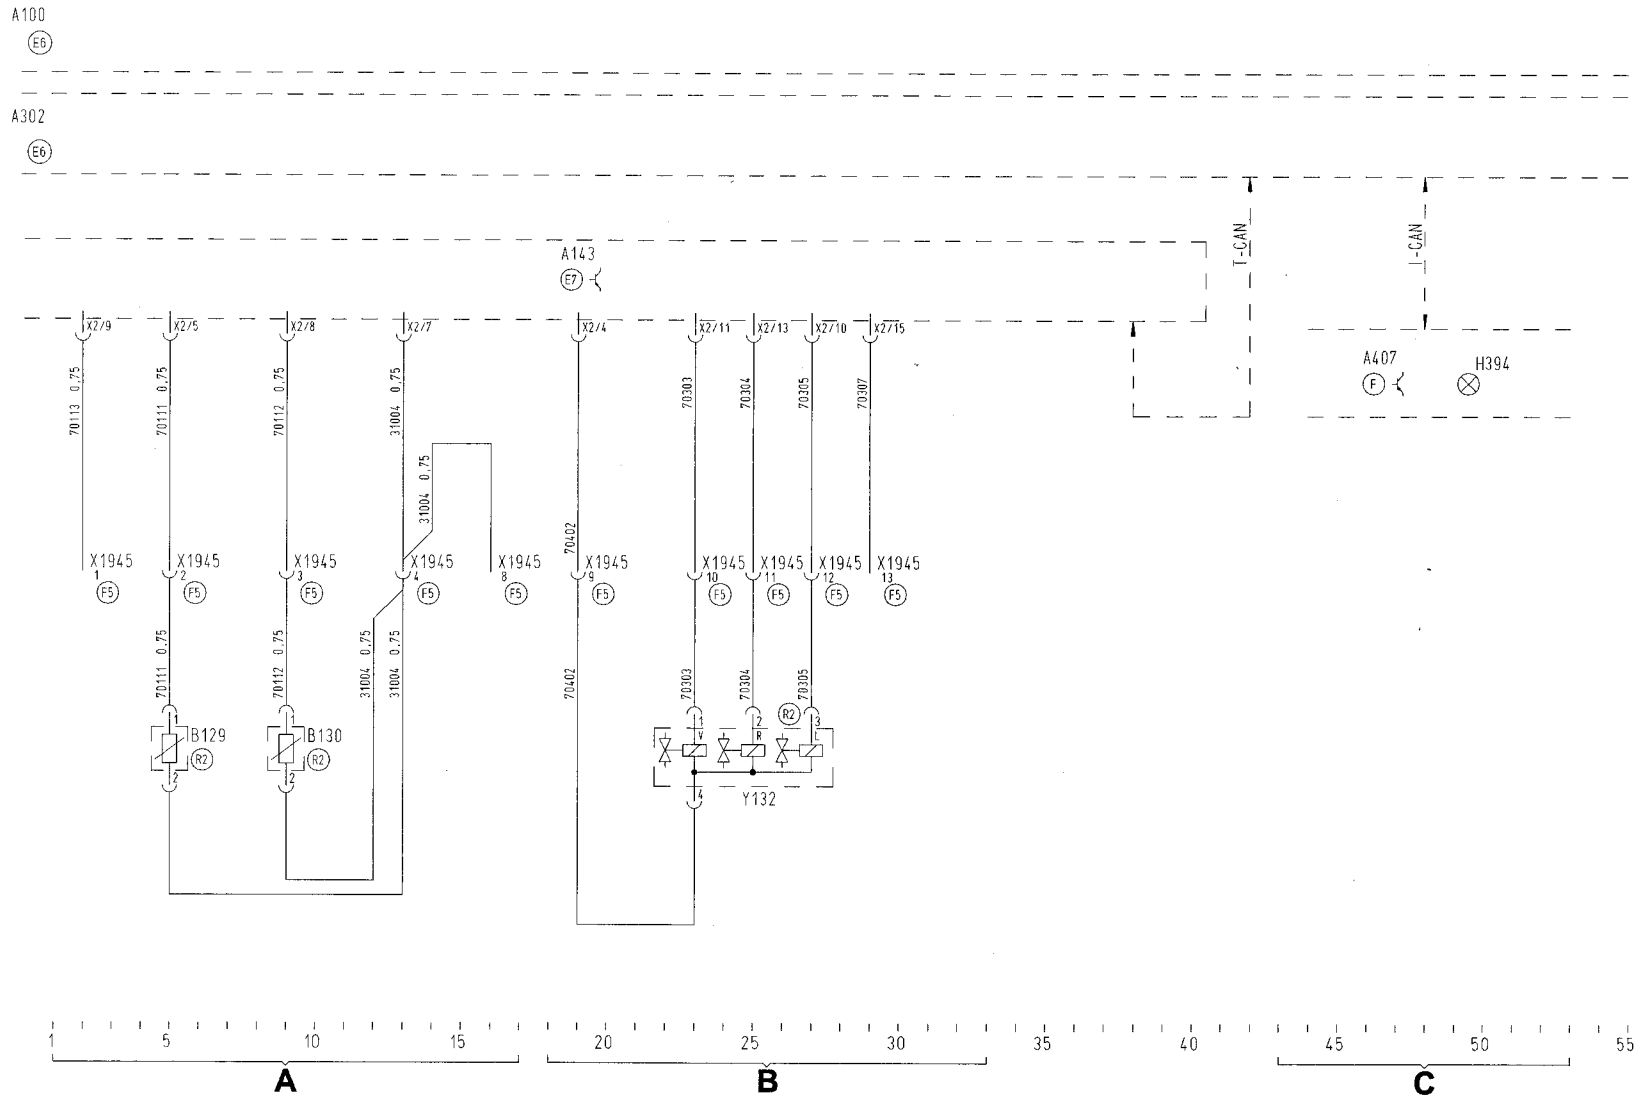 A100
E6
A302
E6
T-CAN
I-CAN
A143
E7
X2/9 X2/5 X2/8 X2/7 X2/4 X2/11 X2/13 X2/10 X2/15
A407
F
H394
70113 0,75
70111 0,75
70112 0,75
31004 0,75
31004 0,75
70402
70303
70304
70305
70307
X1945 X1945 X1945 X1945 X1945 X1945 X1945 X1945 X1945 X1945
1 2 3 4 8 9 10 11 12 13
F5 F5 F5 F5 F5 F5 F5 F5 F5 F5
70111 0,75
70112 0,75
31004 0,75
31004 0,75
70402
70303
70304
70305
1 1 1 2 R2 3
B129 B130 V R L
R2 R2
2 2 4
Y132
1 5 10 15 20 25 30 35 40 45 50 55
A B C